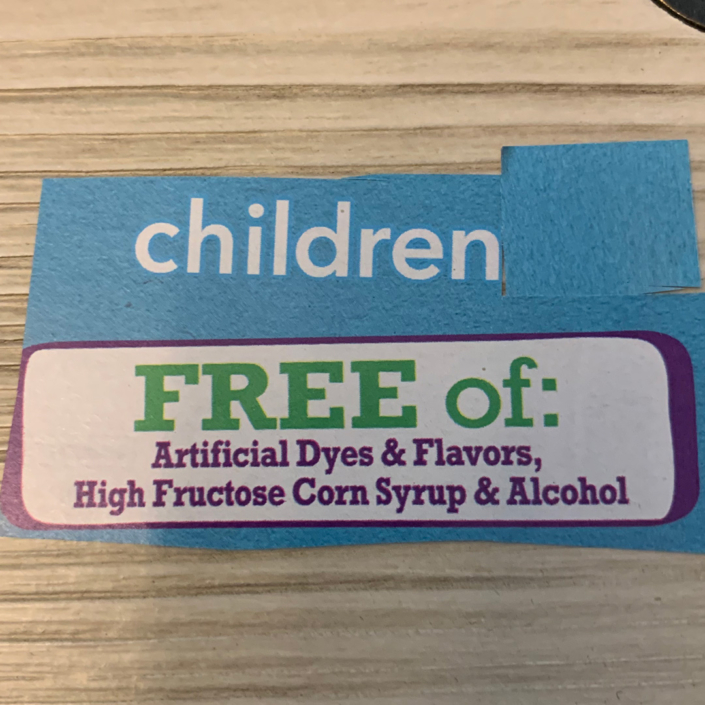 children
FREE of:
Artificial Dyes & Flavors,
High Fructose Corn Syrup & Alcohol